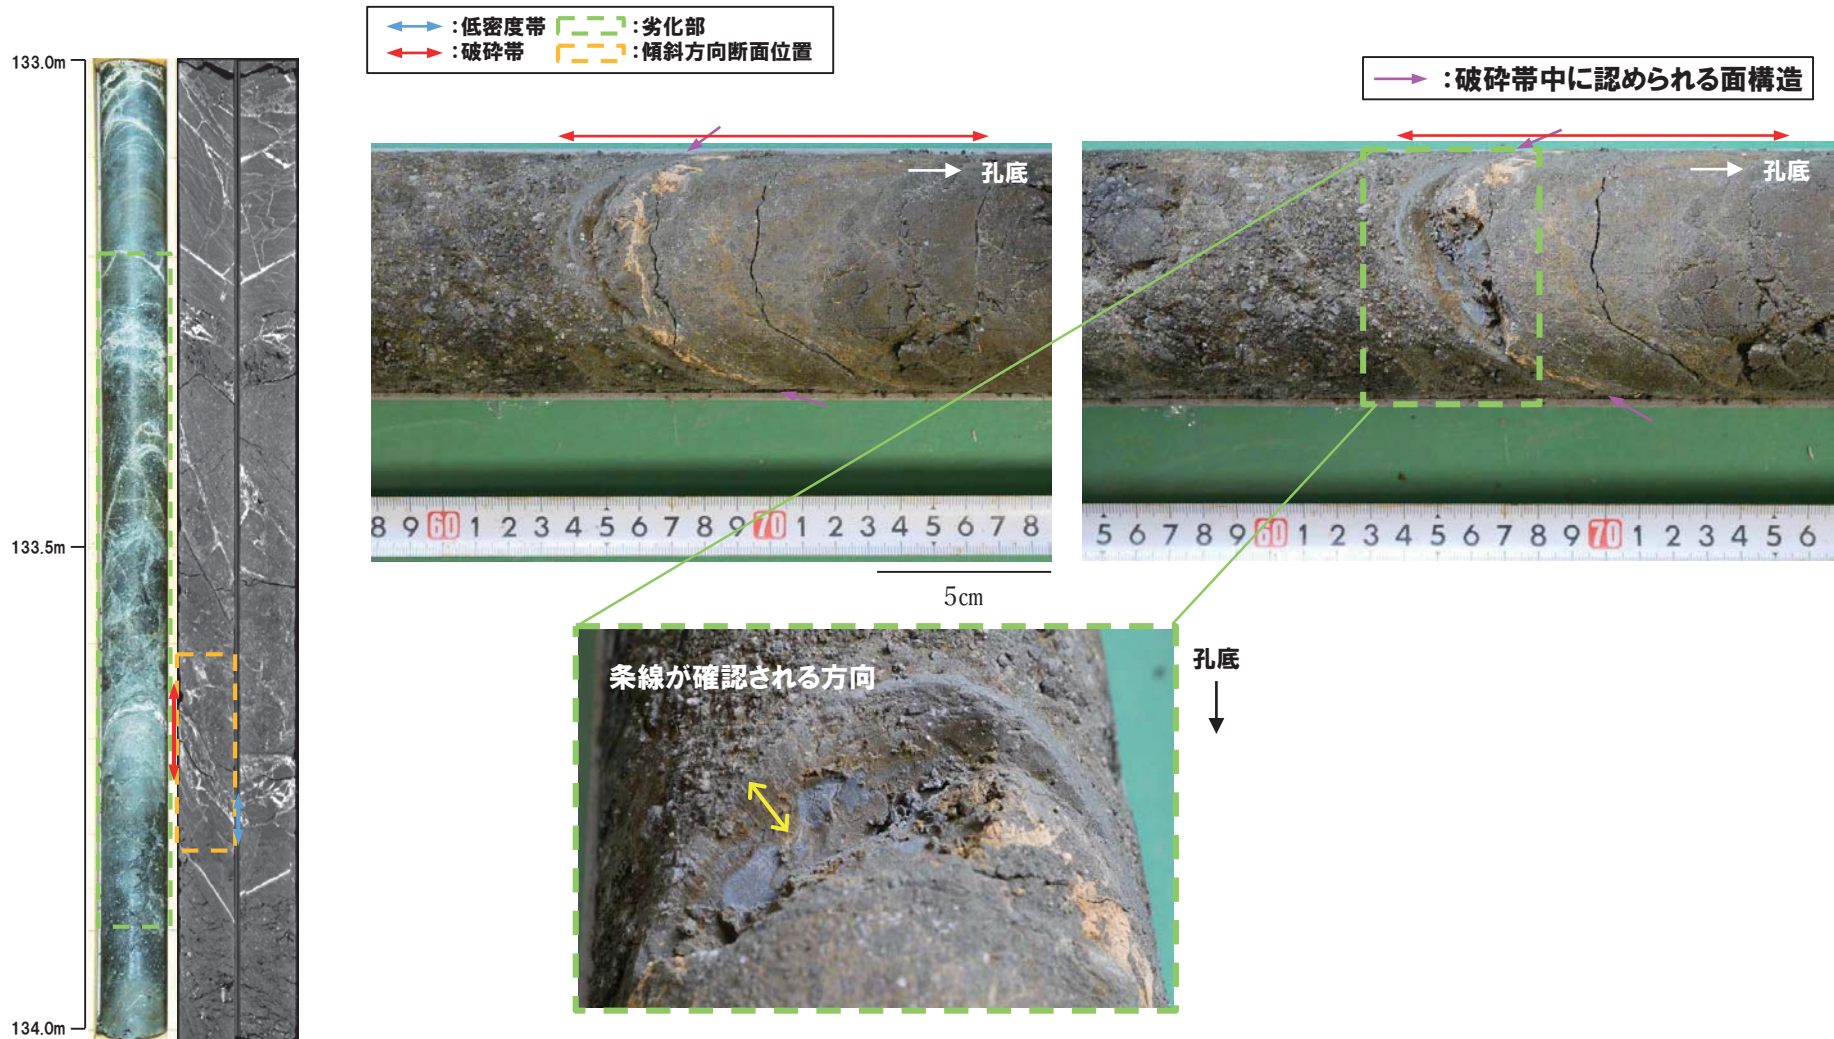 :低密度帯 :劣化部
:破砕帯 :傾斜方向断面位置
:破砕帯中に認められる面構造
133.0m
133.5m
134.0m
孔底
孔底
8 9 60 1 2 3 4 5 6 7 8 9 70 1 2 3 4 5 6 7 8
5 6 7 8 9 60 1 2 3 4 5 6 7 8 9 70 1 2 3 4 5 6
5cm
条線が確認される方向
孔底